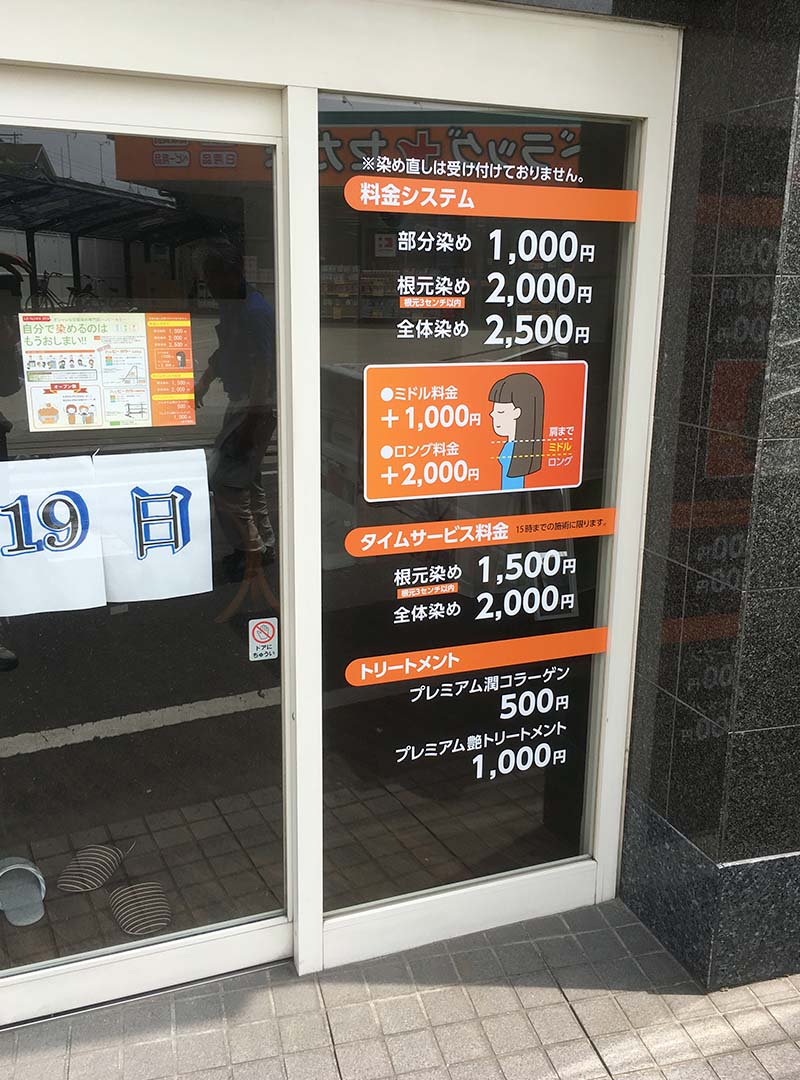 ※染め直しは受け付けておりません。
料金システム
部分染め 1,000円
根元染め 2,000円
根元3センチ以内
全体染め 2,500円
●ミドル料金
+1,000円
●ロング料金
+2,000円
肩まで
ミドル
ロング
タイムサービス料金 15時までの施術に限ります。
根元染め 1,500円
根元3センチ以内
全体染め 2,000円
トリートメント
プレミアム潤コラーゲン
500円
プレミアム艶トリートメント
1,000円
自分で染めるのは
もうおしまい!!
19日
ドアに
ちゅうい